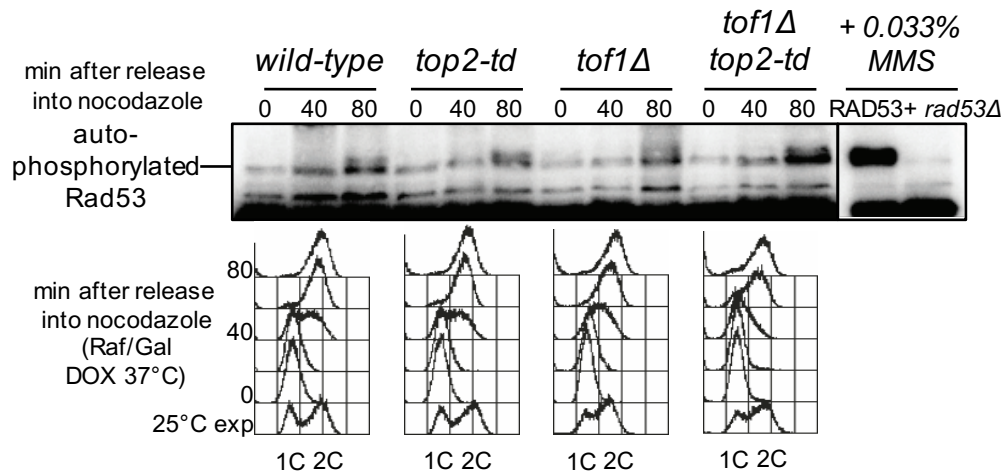 tof1Δ + 0.033%
wild-type top2-td tof1Δ top2-td MMS
min after release
into nocodazole
0 40 80 0 40 80 0 40 80 0 40 80 RAD53+ rad53Δ
auto-
phosphorylated
Rad53
80
min after release
into nocodazole
40
(Raf/Gal
DOX 37°C)
0
25°C exp
1C 2C 1C 2C 1C 2C 1C 2C